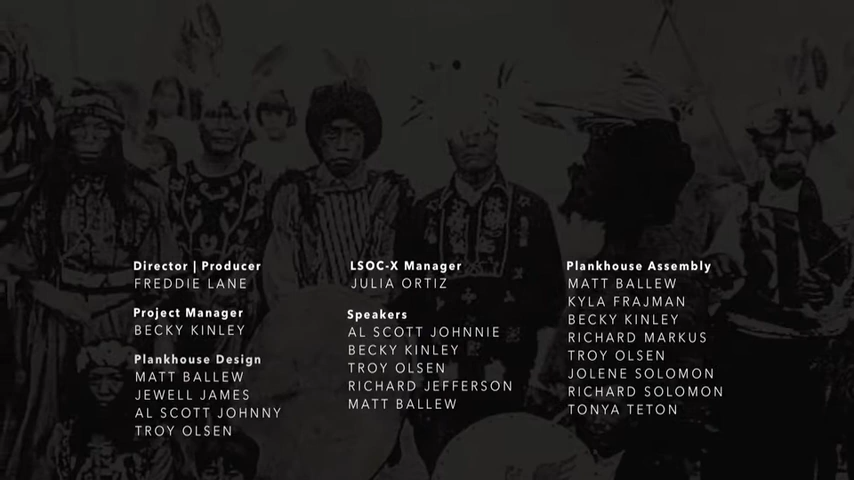 Director | Producer
FREDDIE LANE
Project Manager
BECKY KINLEY
Plankhouse Design
MATT BALLEW
JEWELL JAMES
AL SCOTT JOHNNY
TROY OLSEN
LSOC-X Manager
JULIA ORTIZ
Speakers
AL SCOTT JOHNNIE
BECKY KINLEY
TROY OLSEN
RICHARD JEFFERSON
MATT BALLEW
Plankhouse Assembly
MATT BALLEW
KYLA FRAJMAN
BECKY KINLEY
RICHARD MARKUS
TROY OLSEN
JOLENE SOLOMON
RICHARD SOLOMON
TONYA TETON